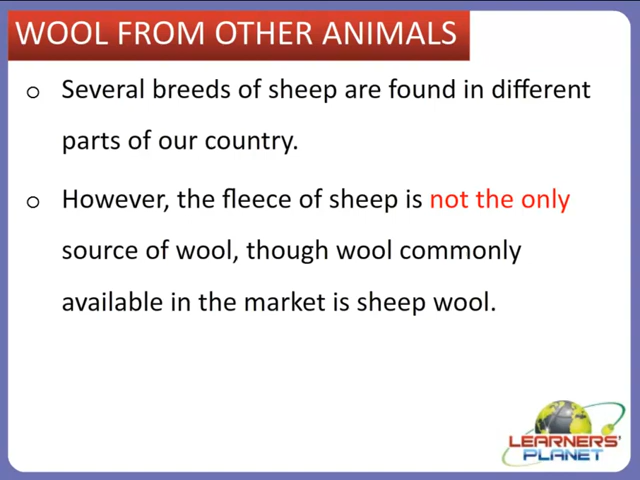 WOOL FROM OTHER ANIMALS
Several breeds of sheep are found in different
parts of our country.
However, the fleece of sheep is not the only
source of wool, though wool commonly
available in the market is sheep wool.
LEARNERS'
PLANET